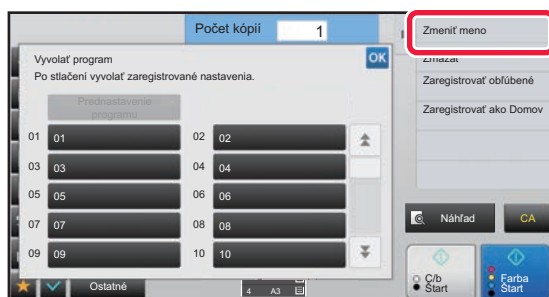 Počet kópií 1
Zmeniť meno
Vyvolať program
OK
Zmazať
Po stlačení vyvolať zaregistrované nastavenia.
Zaregistrovať obľúbené
Prednastavenie
programu
Zaregistrovať ako Domov
01 01 02 02
03 03 04 04
05 05 06 06
07 07 08 08
09 09 10 10
Náhľad CA
Ostatné
4 A3
Č/b
Štart
Farba
Štart